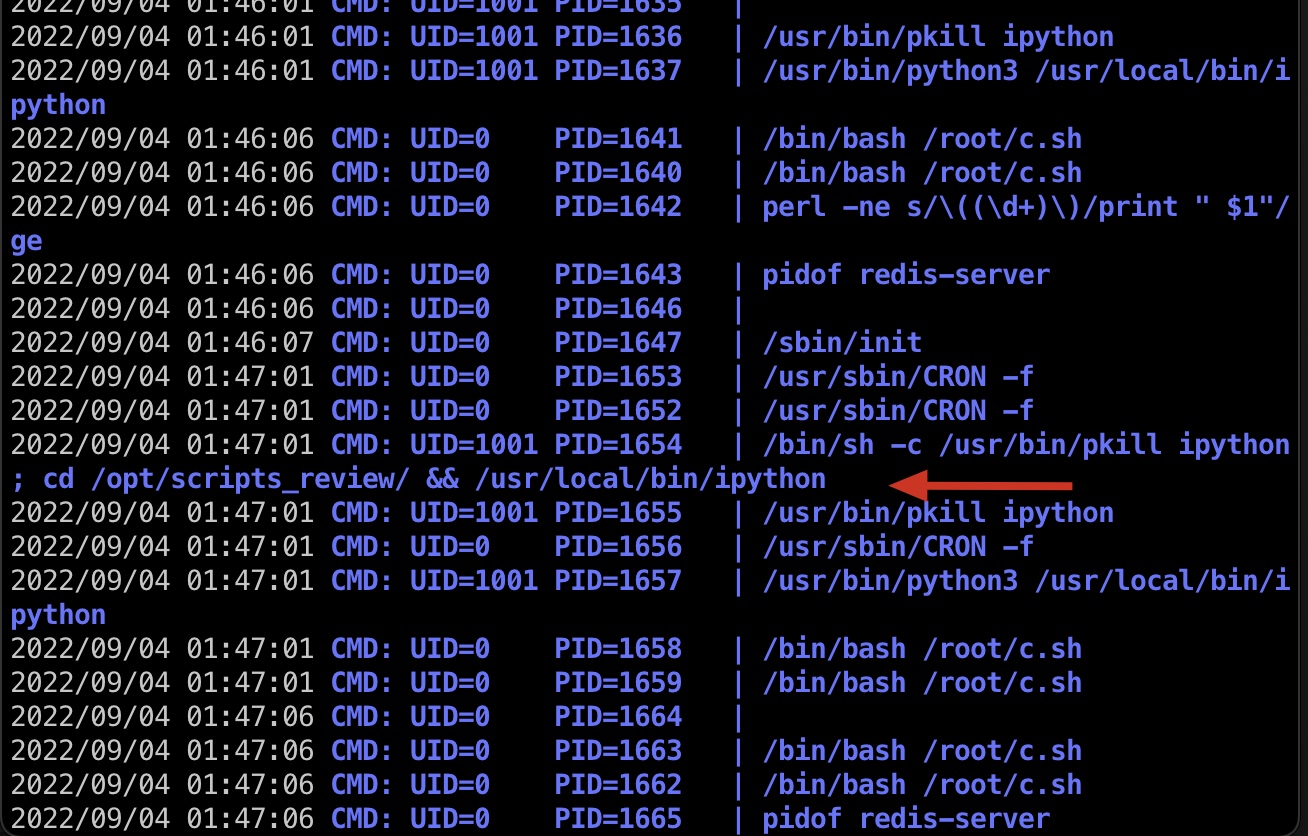 2022/09/04 01:46:01 CMD: UID=1001 PID=1635   |
2022/09/04 01:46:01 CMD: UID=1001 PID=1636   | /usr/bin/pkill ipython
2022/09/04 01:46:01 CMD: UID=1001 PID=1637   | /usr/bin/python3 /usr/local/bin/i
python
2022/09/04 01:46:06 CMD: UID=0    PID=1641   | /bin/bash /root/c.sh
2022/09/04 01:46:06 CMD: UID=0    PID=1640   | /bin/bash /root/c.sh
2022/09/04 01:46:06 CMD: UID=0    PID=1642   | perl -ne s/\((\d+)\)/print " $1"/
ge
2022/09/04 01:46:06 CMD: UID=0    PID=1643   | pidof redis-server
2022/09/04 01:46:06 CMD: UID=0    PID=1646   |
2022/09/04 01:46:07 CMD: UID=0    PID=1647   | /sbin/init
2022/09/04 01:47:01 CMD: UID=0    PID=1653   | /usr/sbin/CRON -f
2022/09/04 01:47:01 CMD: UID=0    PID=1652   | /usr/sbin/CRON -f
2022/09/04 01:47:01 CMD: UID=1001 PID=1654   | /bin/sh -c /usr/bin/pkill ipython
; cd /opt/scripts_review/ && /usr/local/bin/ipython
2022/09/04 01:47:01 CMD: UID=1001 PID=1655   | /usr/bin/pkill ipython
2022/09/04 01:47:01 CMD: UID=0    PID=1656   | /usr/sbin/CRON -f
2022/09/04 01:47:01 CMD: UID=1001 PID=1657   | /usr/bin/python3 /usr/local/bin/i
python
2022/09/04 01:47:01 CMD: UID=0    PID=1658   | /bin/bash /root/c.sh
2022/09/04 01:47:01 CMD: UID=0    PID=1659   | /bin/bash /root/c.sh
2022/09/04 01:47:06 CMD: UID=0    PID=1664   |
2022/09/04 01:47:06 CMD: UID=0    PID=1663   | /bin/bash /root/c.sh
2022/09/04 01:47:06 CMD: UID=0    PID=1662   | /bin/bash /root/c.sh
2022/09/04 01:47:06 CMD: UID=0    PID=1665   | pidof redis-server